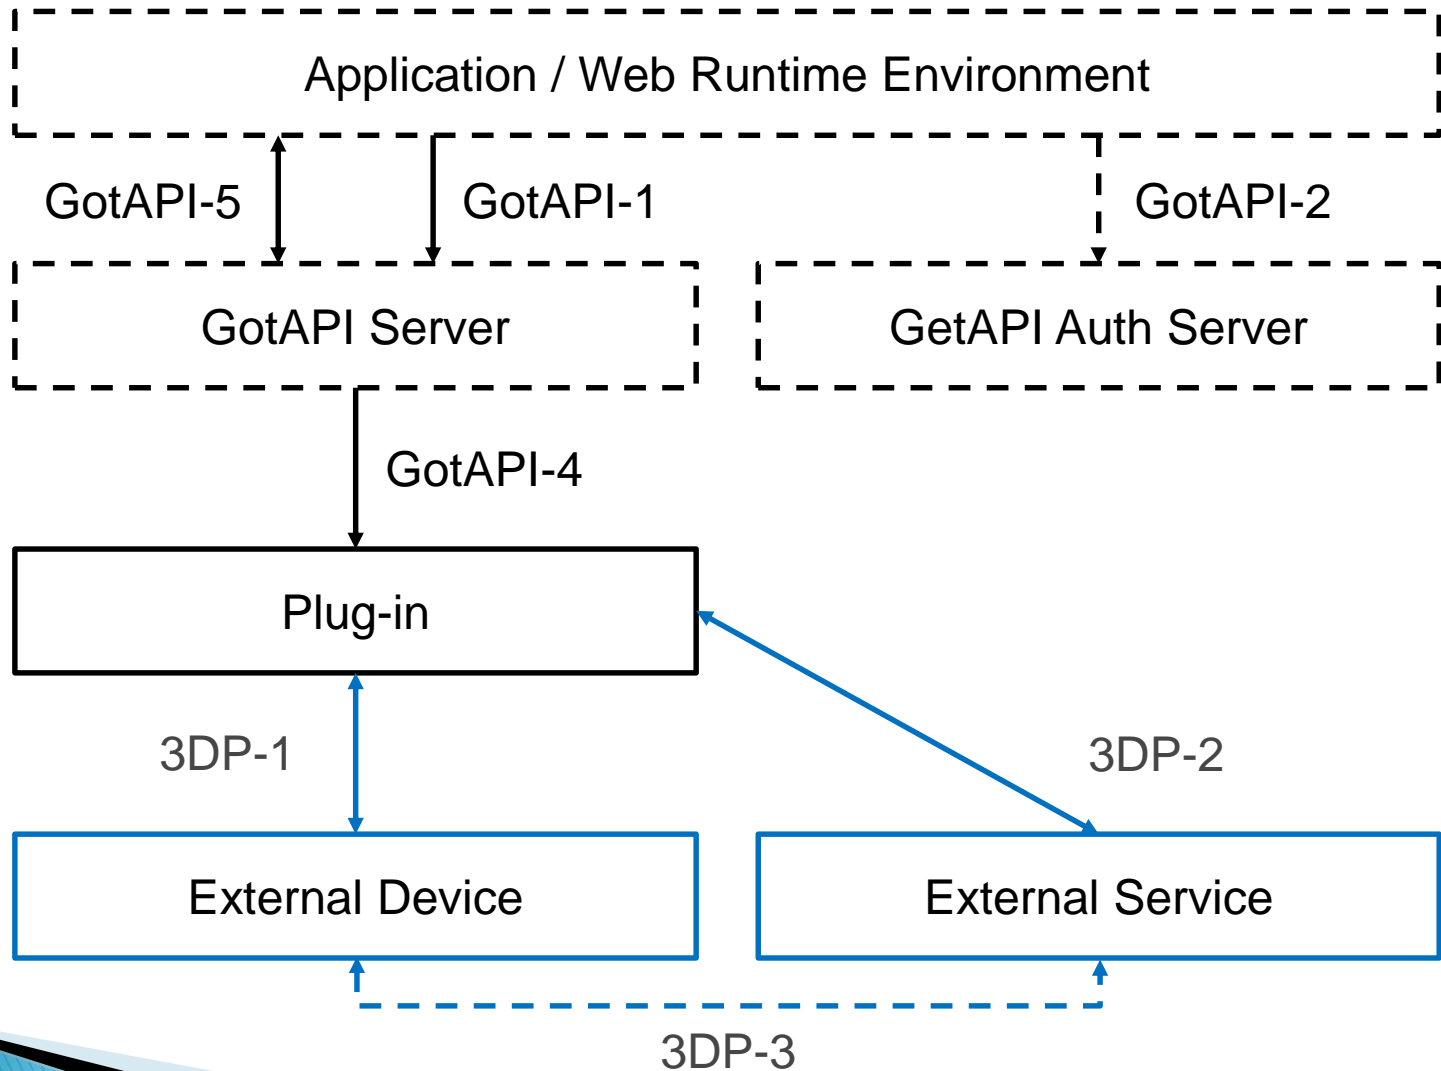 Application / Web Runtime Environment
GotAPI-5
GotAPI-1
GotAPI-2
GotAPI Server
GetAPI Auth Server
GotAPI-4
Plug-in
3DP-1
3DP-2
External Device
External Service
3DP-3